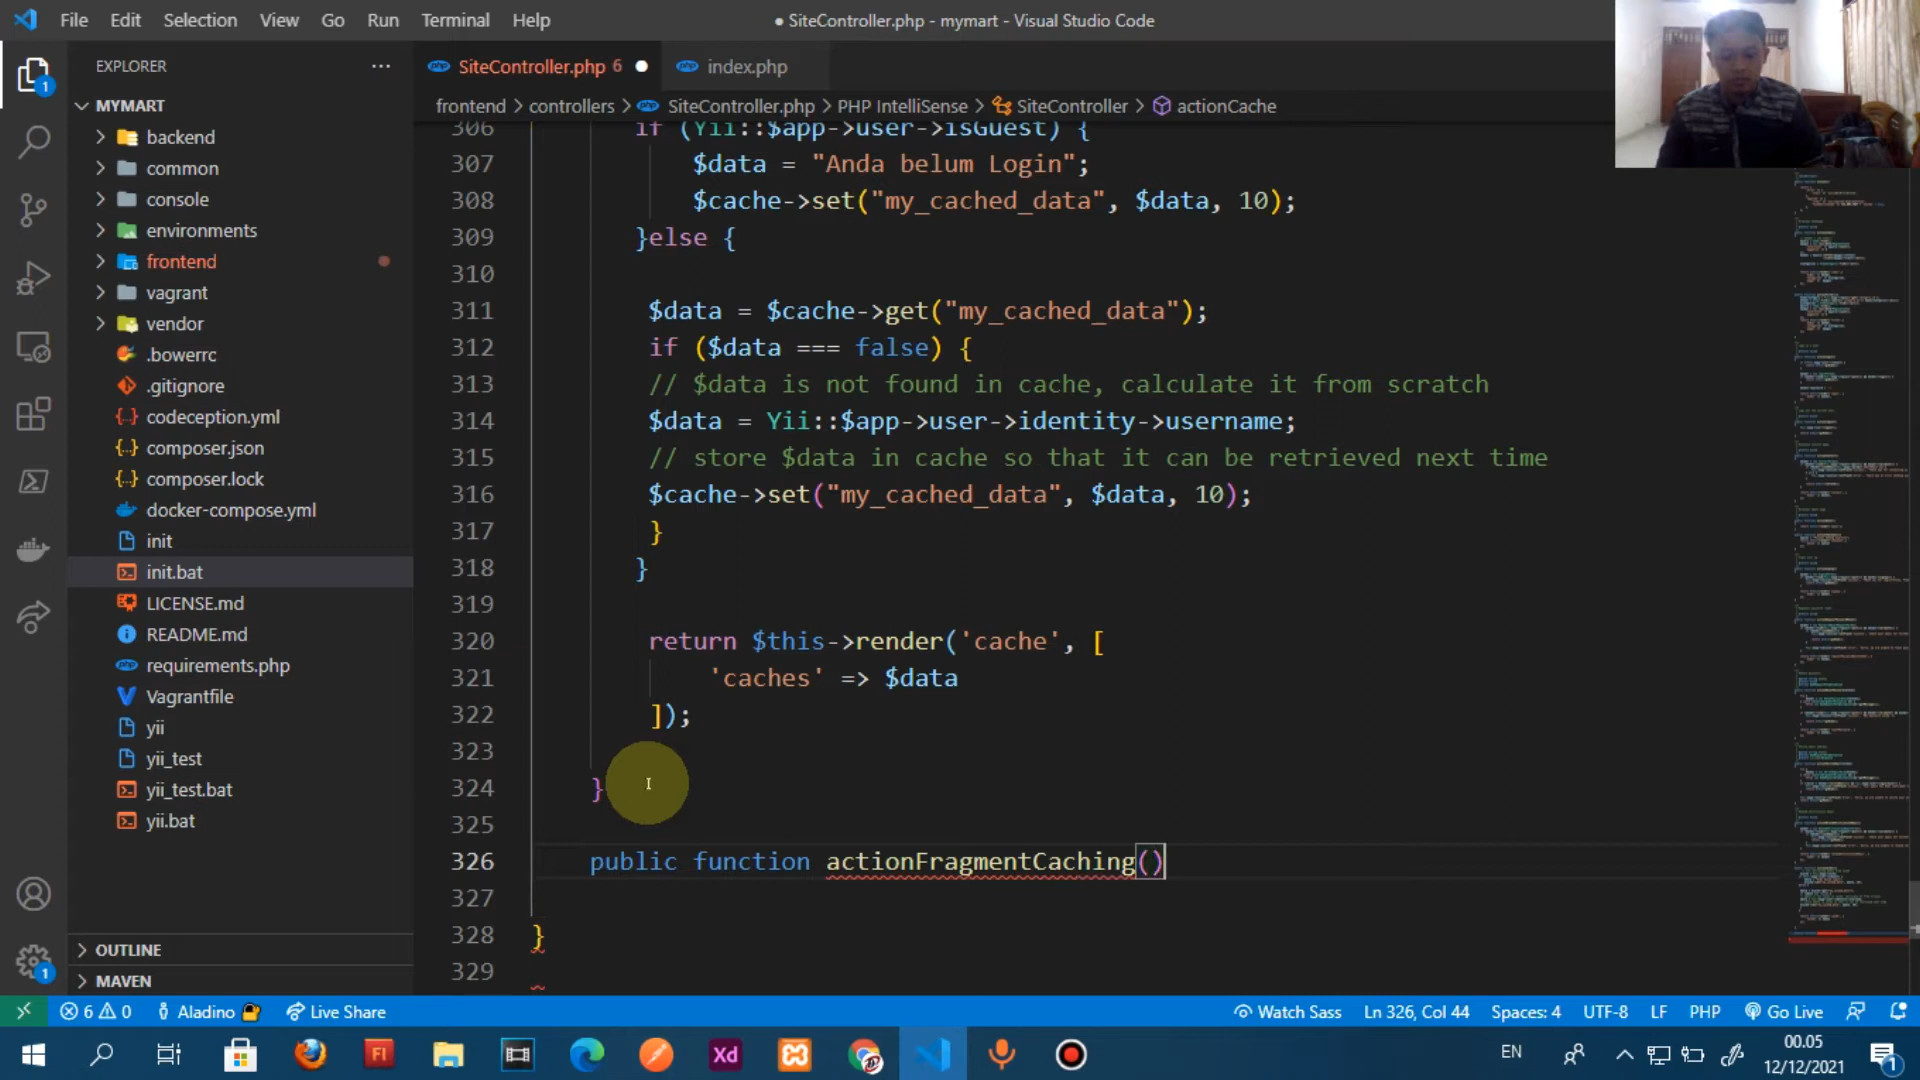 File Edit Selection View Go Run Terminal Help
● SiteController.php - mymart - Visual Studio Code
EXPLORER
SiteController.php 6
index.php
MYMART
frontend > controllers > SiteController.php > PHP IntelliSense > SiteController > actionCache
backend
common
console
environments
frontend
vagrant
vendor
.bowerrc
.gitignore
codeception.yml
composer.json
composer.lock
docker-compose.yml
init
init.bat
LICENSE.md
README.md
requirements.php
Vagrantfile
yii
yii_test
yii_test.bat
yii.bat
OUTLINE
MAVEN
306 if (Yii::$app->user->isGuest) {
307 $data = "Anda belum Login";
308 $cache->set("my_cached_data", $data, 10);
309 }else {
310
311 $data = $cache->get("my_cached_data");
312 if ($data === false) {
313 // $data is not found in cache, calculate it from scratch
314 $data = Yii::$app->user->identity->username;
315 // store $data in cache so that it can be retrieved next time
316 $cache->set("my_cached_data", $data, 10);
317 }
318 }
319
320 return $this->render('cache', [
321 'caches' => $data
322 ]);
323
324 }
325
326 public function actionFragmentCaching()
327
328 }
329
6 0 Aladino Live Share
Watch Sass Ln 326, Col 44 Spaces: 4 UTF-8 LF PHP Go Live
EN
00.05
12/12/2021